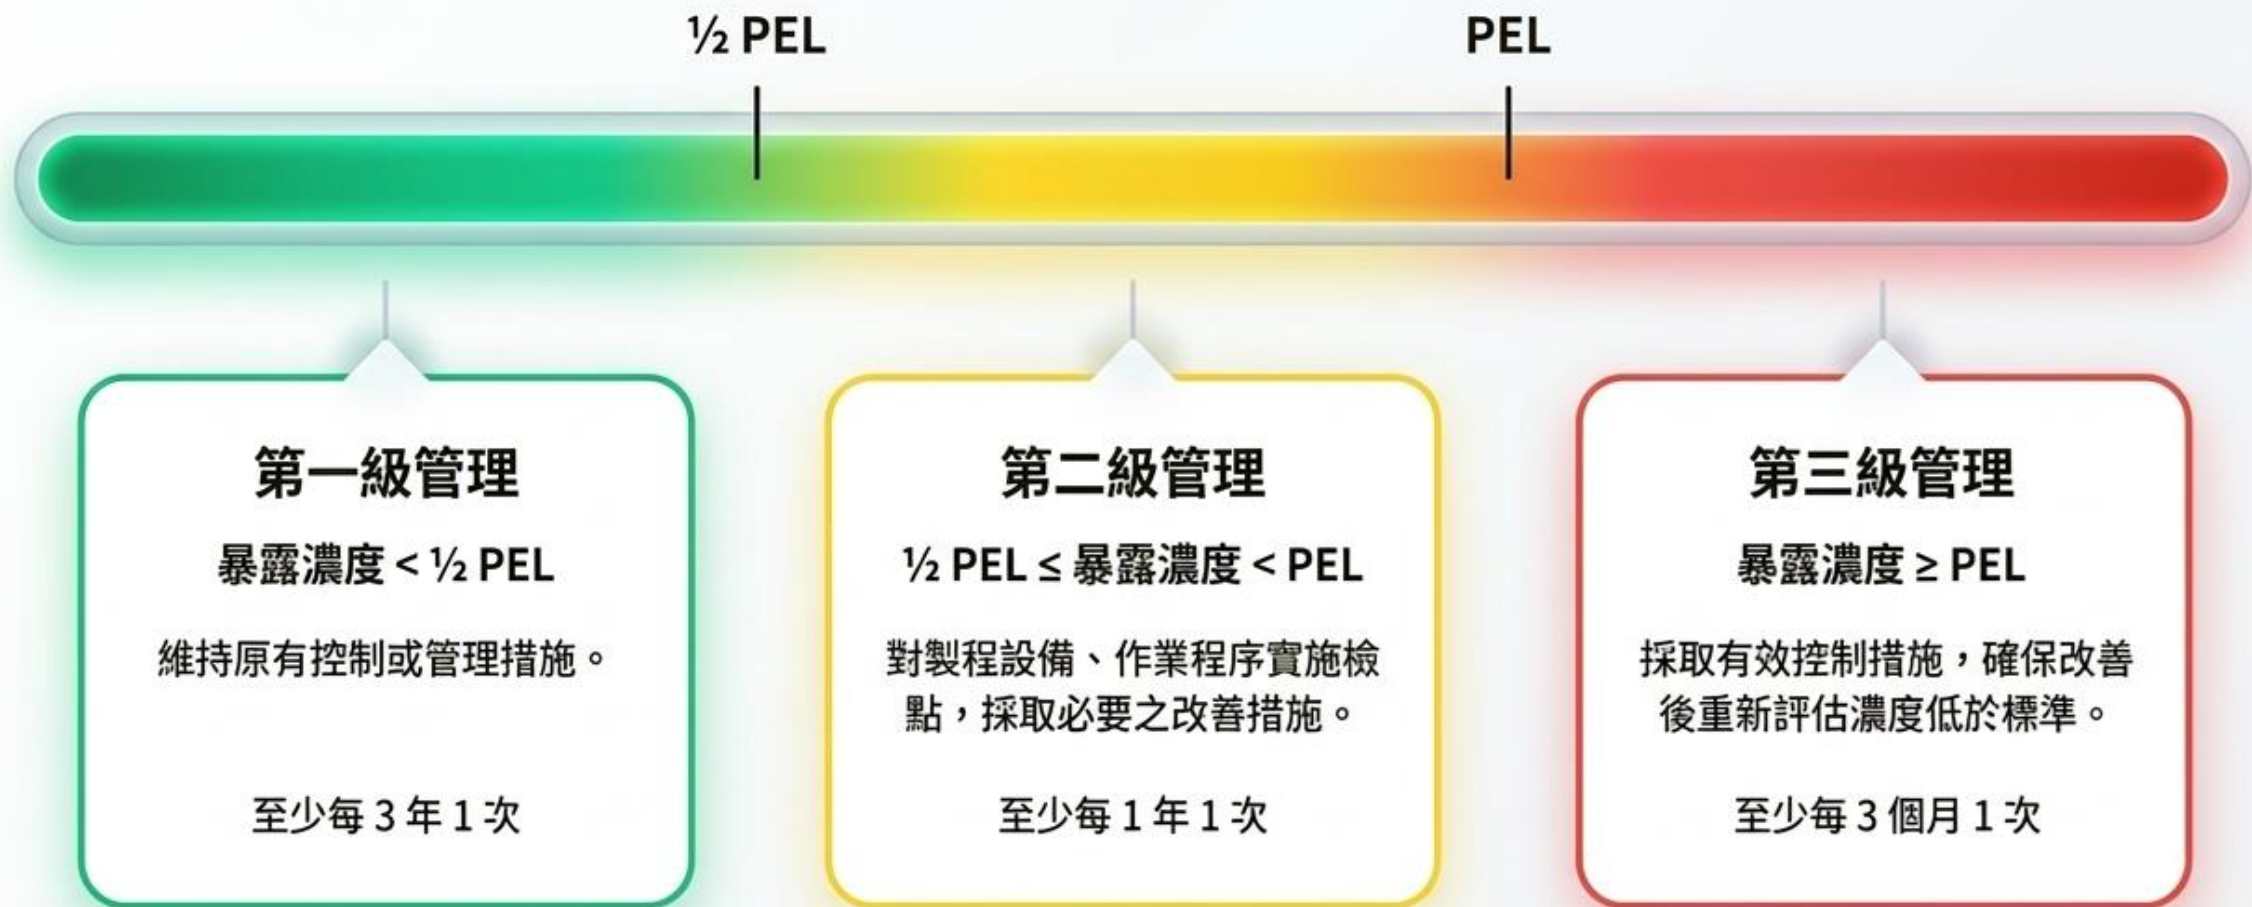 ½ PEL
PEL
第一級管理
暴露濃度 < ½ PEL
維持原有控制或管理措施。
至少每 3 年 1 次
第二級管理
½ PEL ≤ 暴露濃度 < PEL
對製程設備、作業程序實施檢
點，採取必要之改善措施。
至少每 1 年 1 次
第三級管理
暴露濃度 ≥ PEL
採取有效控制措施，確保改善
後重新評估濃度低於標準。
至少每 3 個月 1 次